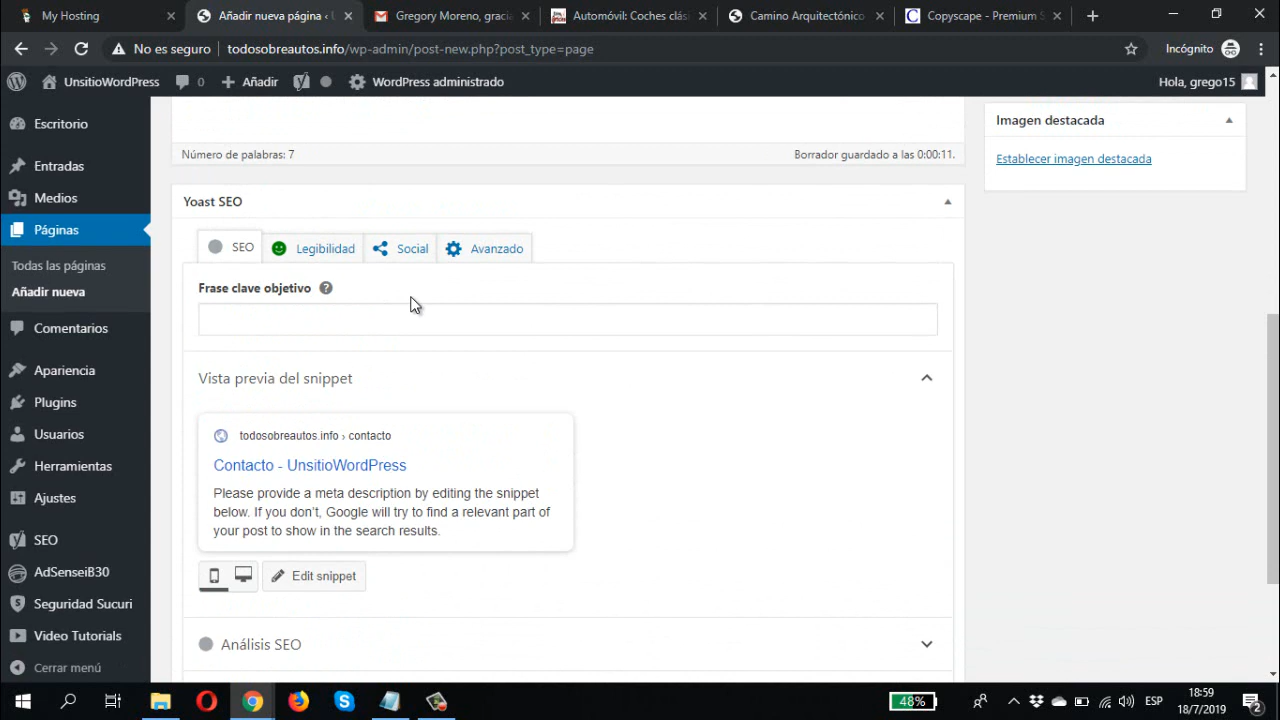 My Hosting
Añadir nueva página ‹ U
Gregory Moreno, gracia
Automóvil: Coches clási
Camino Arquitectónico
Copyscape - Premium S
No es seguro
todosobreautos.info/wp-admin/post-new.php?post_type=page
Incógnito
UnsitioWordPress
0
Añadir
WordPress administrado
Hola, grego15
Escritorio
Entradas
Medios
Páginas
Todas las páginas
Añadir nueva
Comentarios
Apariencia
Plugins
Usuarios
Herramientas
Ajustes
SEO
AdSenseiB30
Seguridad Sucuri
Video Tutorials
Cerrar menú
Número de palabras: 7
Borrador guardado a las 0:00:11.
Yoast SEO
SEO
Legibilidad
Social
Avanzado
Frase clave objetivo
Vista previa del snippet
todosobreautos.info › contacto
Contacto - UnsitioWordPress
Please provide a meta description by editing the snippet
below. If you don't, Google will try to find a relevant part of
your post to show in the search results.
Edit snippet
Análisis SEO
Imagen destacada
Establecer imagen destacada
48%
ESP
18:59
18/7/2019
2